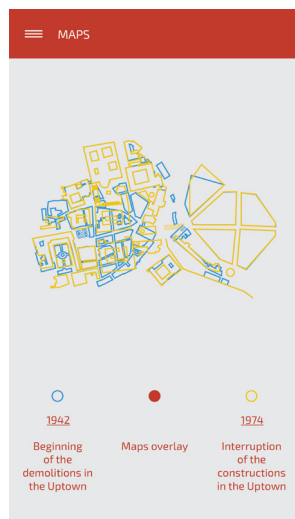 MAPS
1942
Beginning
of the
demolitions in
the Uptown
Maps overlay
1974
Interruption
of the
constructions
in the Uptown